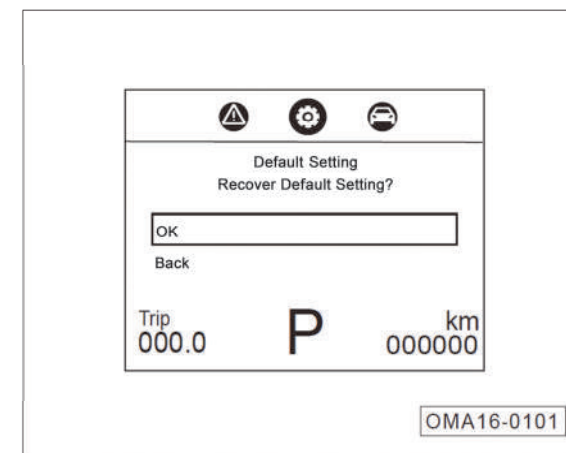 Default Setting
Recover Default Setting?
OK
Back
Trip
000.0
P
km
000000
OMA16-0101